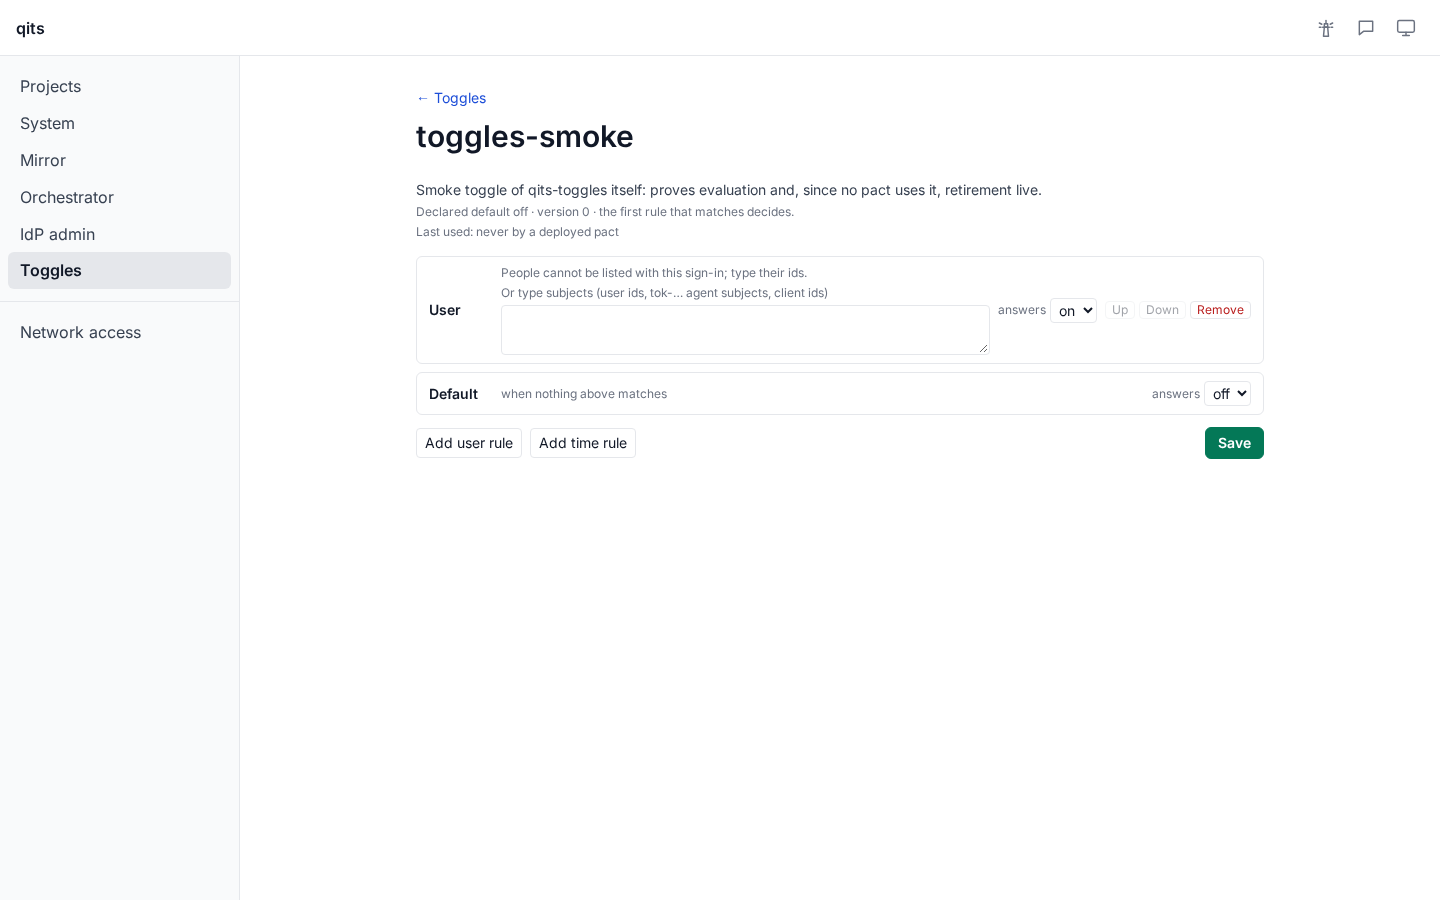 qits
Projects
System
Mirror
Orchestrator
IdP admin
Toggles
Network access
← Toggles
toggles-smoke
Smoke toggle of qits-toggles itself: proves evaluation and, since no pact uses it, retirement live.
Declared default off · version 0 · the first rule that matches decides.
Last used: never by a deployed pact
People cannot be listed with this sign-in; type their ids.
Or type subjects (user ids, tok-… agent subjects, client ids)
User answers on Up Down Remove
Default when nothing above matches answers off
Add user rule Add time rule Save